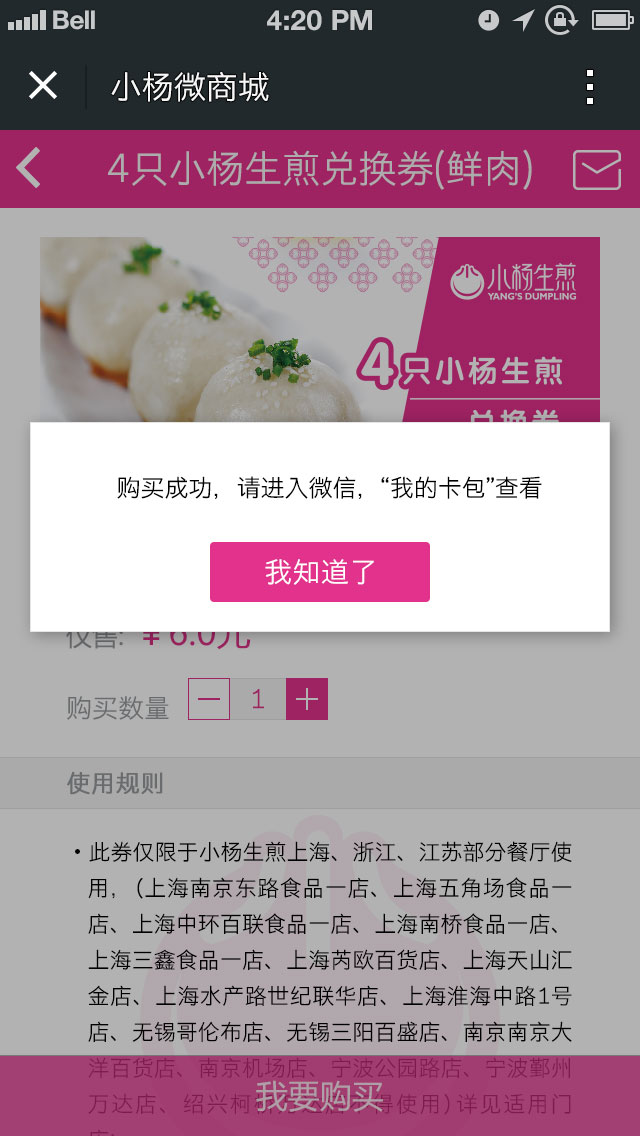 Bell
4:20 PM
小杨微商城
4只小杨生煎兑换券(鲜肉)
小杨生煎
YANG'S DUMPLING
4只小杨生煎
兑换券
购买成功，请进入微信，“我的卡包”查看
我知道了
仅售: ¥ 6.0元
购买数量
1
使用规则
• 此券仅限于小杨生煎上海、浙江、江苏部分餐厅使
用，（上海南京东路食品一店、上海五角场食品一
店、上海中环百联食品一店、上海南桥食品一店、
上海三鑫食品一店、上海芮欧百货店、上海天山汇
金店、上海水产路世纪联华店、上海淮海中路1号
店、无锡哥伦布店、无锡三阳百盛店、南京南京大
洋百货店、南京机场店、宁波公园路店、宁波鄞州
万达店、绍兴柯
得使用)详见适用门
我要购买